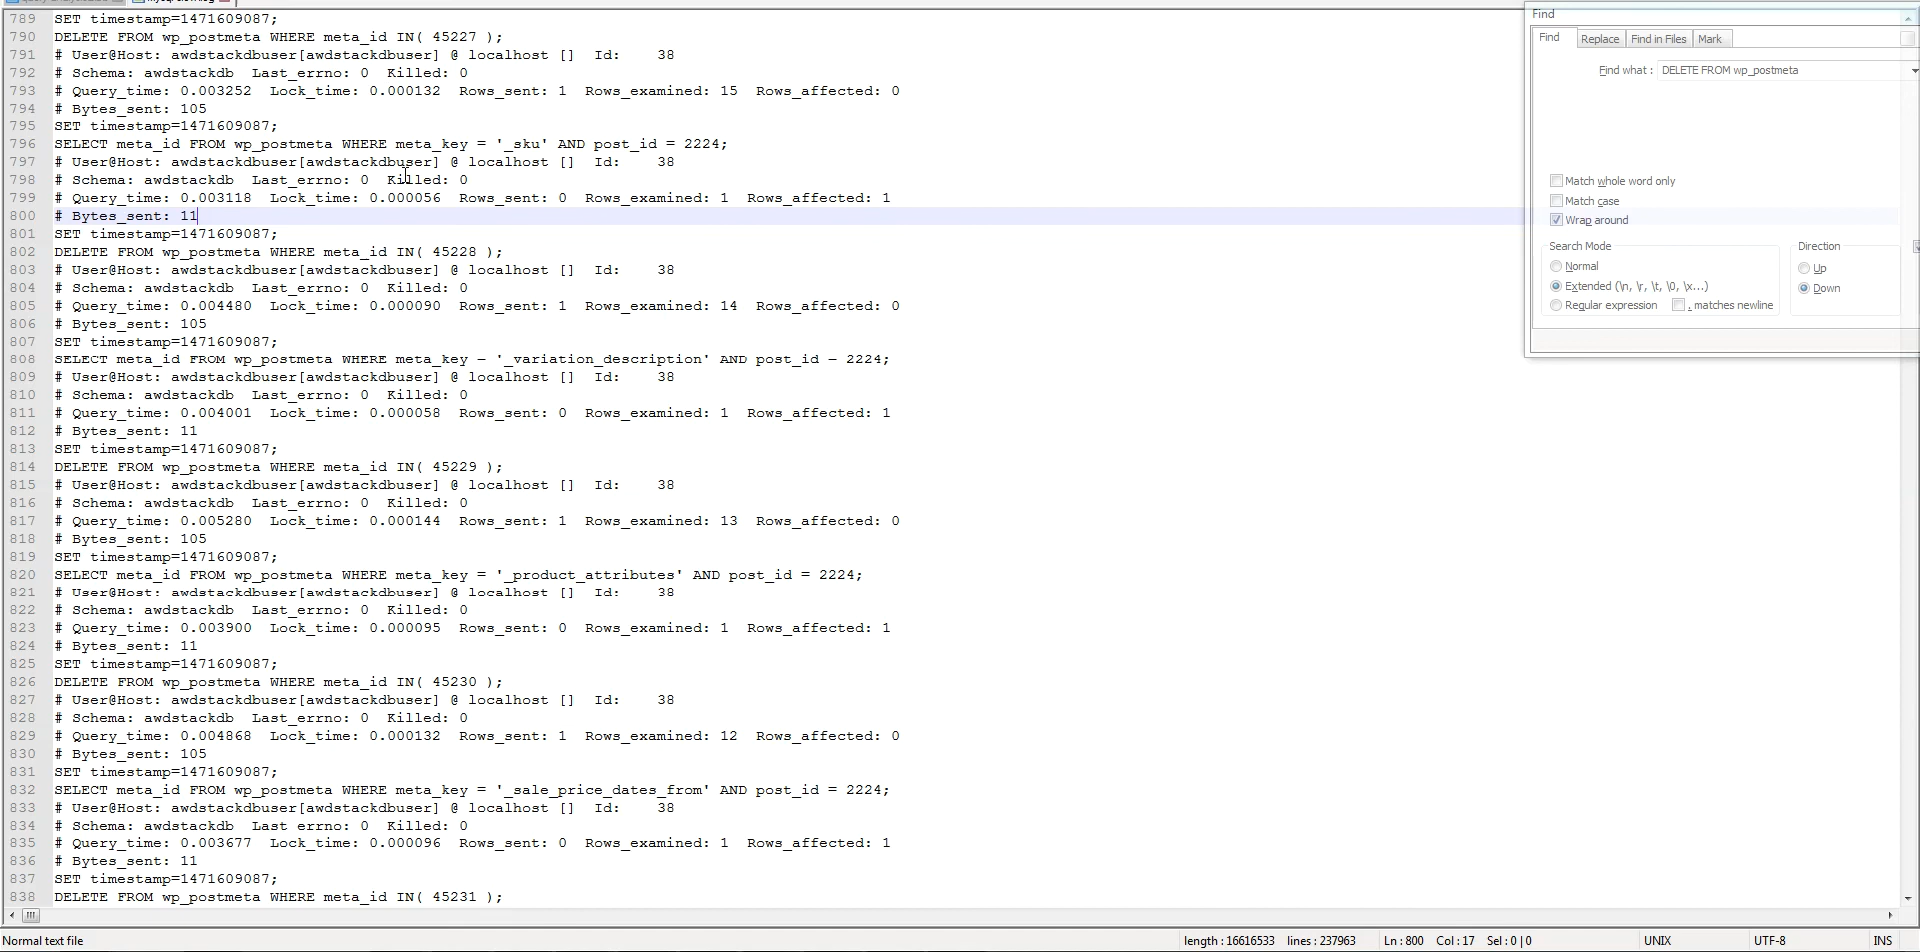 789 SET timestamp=1471609087;
790 DELETE FROM wp_postmeta WHERE meta_id IN( 45227 );
791 # User@Host: awdstackdbuser[awdstackdbuser] @ localhost []  Id:    38
792 # Schema: awdstackdb  Last_errno: 0  Killed: 0
793 # Query_time: 0.003252  Lock_time: 0.000132  Rows_sent: 1  Rows_examined: 15  Rows_affected: 0
794 # Bytes_sent: 105
795 SET timestamp=1471609087;
796 SELECT meta_id FROM wp_postmeta WHERE meta_key = '_sku' AND post_id = 2224;
797 # User@Host: awdstackdbuser[awdstackdbuser] @ localhost []  Id:    38
798 # Schema: awdstackdb  Last_errno: 0  Killed: 0
799 # Query_time: 0.003118  Lock_time: 0.000056  Rows_sent: 0  Rows_examined: 1  Rows_affected: 1
800 # Bytes_sent: 11
801 SET timestamp=1471609087;
802 DELETE FROM wp_postmeta WHERE meta_id IN( 45228 );
803 # User@Host: awdstackdbuser[awdstackdbuser] @ localhost []  Id:    38
804 # Schema: awdstackdb  Last_errno: 0  Killed: 0
805 # Query_time: 0.004480  Lock_time: 0.000090  Rows_sent: 1  Rows_examined: 14  Rows_affected: 0
806 # Bytes_sent: 105
807 SET timestamp=1471609087;
808 SELECT meta_id FROM wp_postmeta WHERE meta_key = '_variation_description' AND post_id = 2224;
809 # User@Host: awdstackdbuser[awdstackdbuser] @ localhost []  Id:    38
810 # Schema: awdstackdb  Last_errno: 0  Killed: 0
811 # Query_time: 0.004001  Lock_time: 0.000058  Rows_sent: 0  Rows_examined: 1  Rows_affected: 1
812 # Bytes_sent: 11
813 SET timestamp=1471609087;
814 DELETE FROM wp_postmeta WHERE meta_id IN( 45229 );
815 # User@Host: awdstackdbuser[awdstackdbuser] @ localhost []  Id:    38
816 # Schema: awdstackdb  Last_errno: 0  Killed: 0
817 # Query_time: 0.005280  Lock_time: 0.000144  Rows_sent: 1  Rows_examined: 13  Rows_affected: 0
818 # Bytes_sent: 105
819 SET timestamp=1471609087;
820 SELECT meta_id FROM wp_postmeta WHERE meta_key = '_product_attributes' AND post_id = 2224;
821 # User@Host: awdstackdbuser[awdstackdbuser] @ localhost []  Id:    38
822 # Schema: awdstackdb  Last_errno: 0  Killed: 0
823 # Query_time: 0.003900  Lock_time: 0.000095  Rows_sent: 0  Rows_examined: 1  Rows_affected: 1
824 # Bytes_sent: 11
825 SET timestamp=1471609087;
826 DELETE FROM wp_postmeta WHERE meta_id IN( 45230 );
827 # User@Host: awdstackdbuser[awdstackdbuser] @ localhost []  Id:    38
828 # Schema: awdstackdb  Last_errno: 0  Killed: 0
829 # Query_time: 0.004868  Lock_time: 0.000132  Rows_sent: 1  Rows_examined: 12  Rows_affected: 0
830 # Bytes_sent: 105
831 SET timestamp=1471609087;
832 SELECT meta_id FROM wp_postmeta WHERE meta_key = '_sale_price_dates_from' AND post_id = 2224;
833 # User@Host: awdstackdbuser[awdstackdbuser] @ localhost []  Id:    38
834 # Schema: awdstackdb  Last_errno: 0  Killed: 0
835 # Query_time: 0.003677  Lock_time: 0.000096  Rows_sent: 0  Rows_examined: 1  Rows_affected: 1
836 # Bytes_sent: 11
837 SET timestamp=1471609087;
838 DELETE FROM wp_postmeta WHERE meta_id IN( 45231 );
Find
Find Replace Find in Files Mark
Find what : DELETE FROM wp_postmeta
Match whole word only
Match case
Wrap around
Search Mode Direction
Normal Up
Extended (\n, \r, \t, \0, \x...) Down
Regular expression . matches newline
Normal text file length : 16616533 lines : 237963 Ln : 800 Col : 17 Sel : 0 | 0 UNIX UTF-8 INS